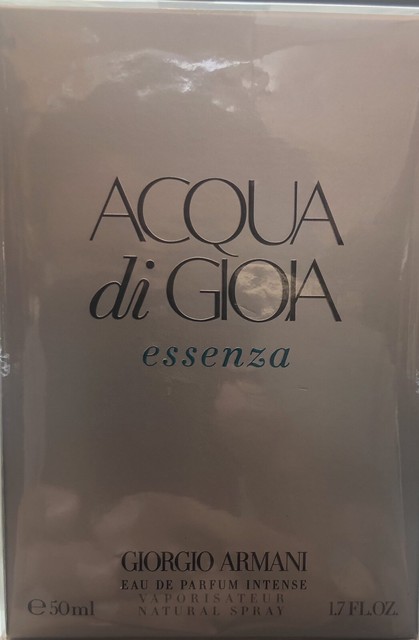 ACQUA
di GIOIA
essenza
GIORGIO ARMANI
EAU DE PARFUM INTENSE
VAPORISATEUR
℮50ml NATURAL SPRAY 1.7 FL.OZ.